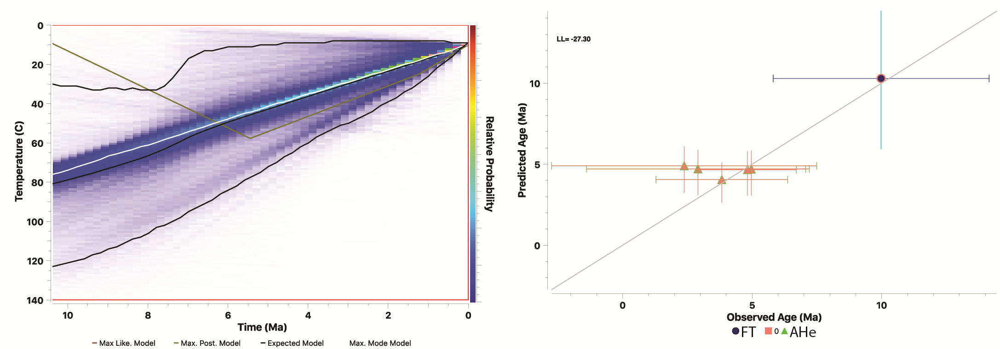 0
20
40
60
80
100
120
140
Temperature (C)
10 8 6 4 2 0
Time (Ma)
Max Like. Model Max. Post. Model Expected Model Max. Mode Model
Relative Probability
LL= -27.30
10
5
0
Predicted Age (Ma)
0 5 10
Observed Age (Ma)
FT 0 AHe